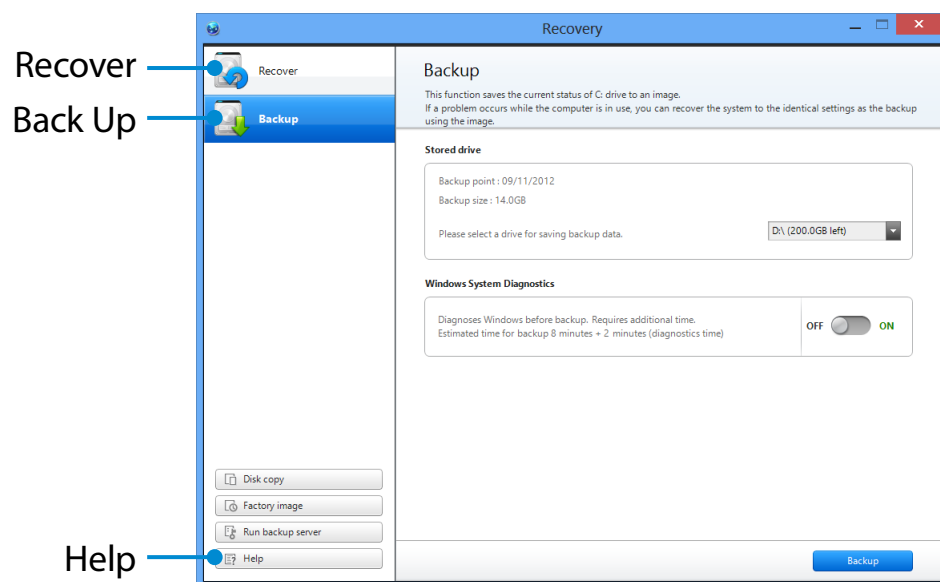 Recovery
Recover
Recover
Back Up
Backup
Backup
This function saves the current status of C: drive to an image.
If a problem occurs while the computer is in use, you can recover the system to the identical settings as the backup
using the image.
Stored drive
Backup point : 09/11/2012
Backup size : 14.0GB
Please select a drive for saving backup data.
D:\ (200.0GB left)
Windows System Diagnostics
Diagnoses Windows before backup. Requires additional time.
Estimated time for backup 8 minutes + 2 minutes (diagnostics time)
OFF
ON
Disk copy
Factory image
Run backup server
Help
Help
Backup